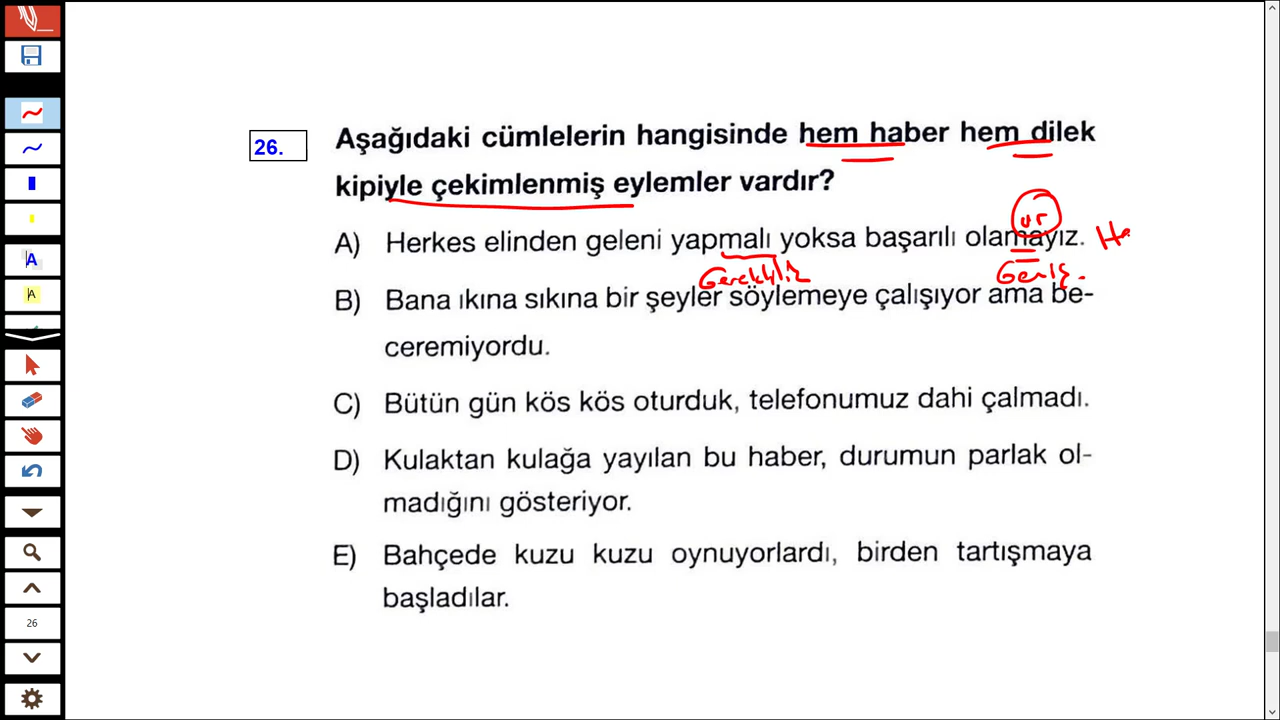 26. Aşağıdaki cümlelerin hangisinde hem haber hem dilek
kipiyle çekimlenmiş eylemler vardır?
ur
A) Herkes elinden geleni yapmalı yoksa başarılı olamayız. Ha
Gereklilik Geniş.
B) Bana ıkına sıkına bir şeyler söylemeye çalışıyor ama be-
ceremiyordu.
C) Bütün gün kös kös oturduk, telefonumuz dahi çalmadı.
D) Kulaktan kulağa yayılan bu haber, durumun parlak ol-
madığını gösteriyor.
E) Bahçede kuzu kuzu oynuyorlardı, birden tartışmaya
başladılar.
A
A
26